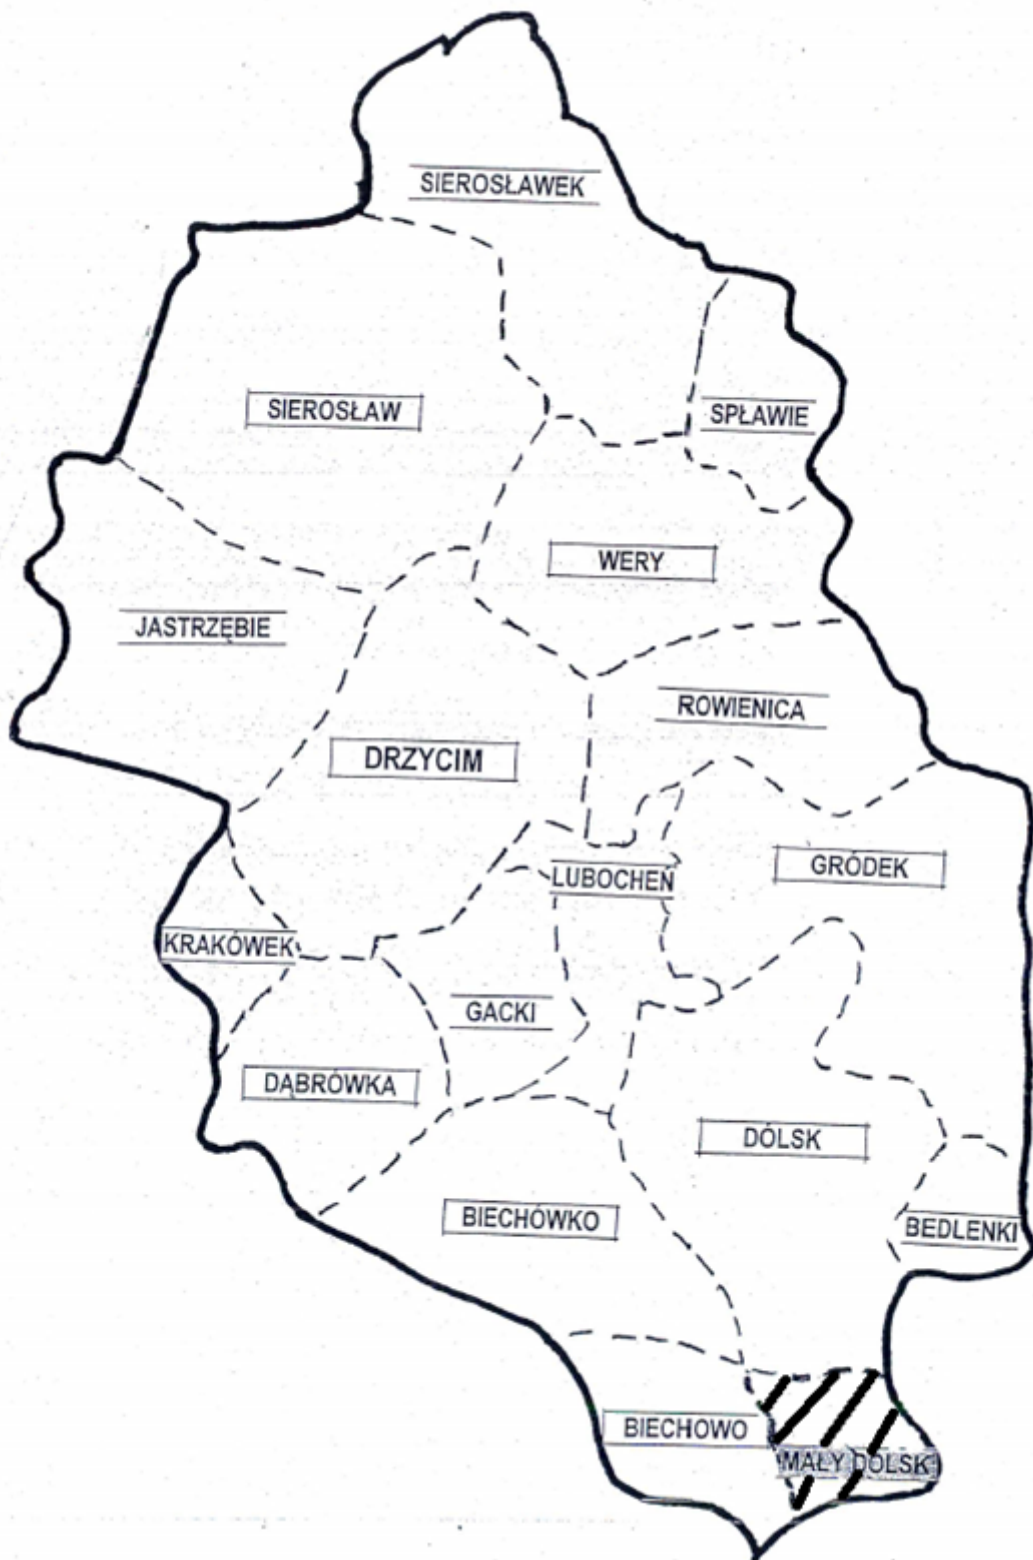 SIEROSŁAWEK
SIEROSŁAW
SPŁAWIE
WERY
JASTRZĘBIE
ROWIENICA
DRZYCIM
LUBOCHEŃ
GRÓDEK
KRAKÓWEK
GACKI
DĄBRÓWKA
DÓLSK
BIECHÓWKO
BEDLENKI
BIECHOWO
MAŁY DÓLSK